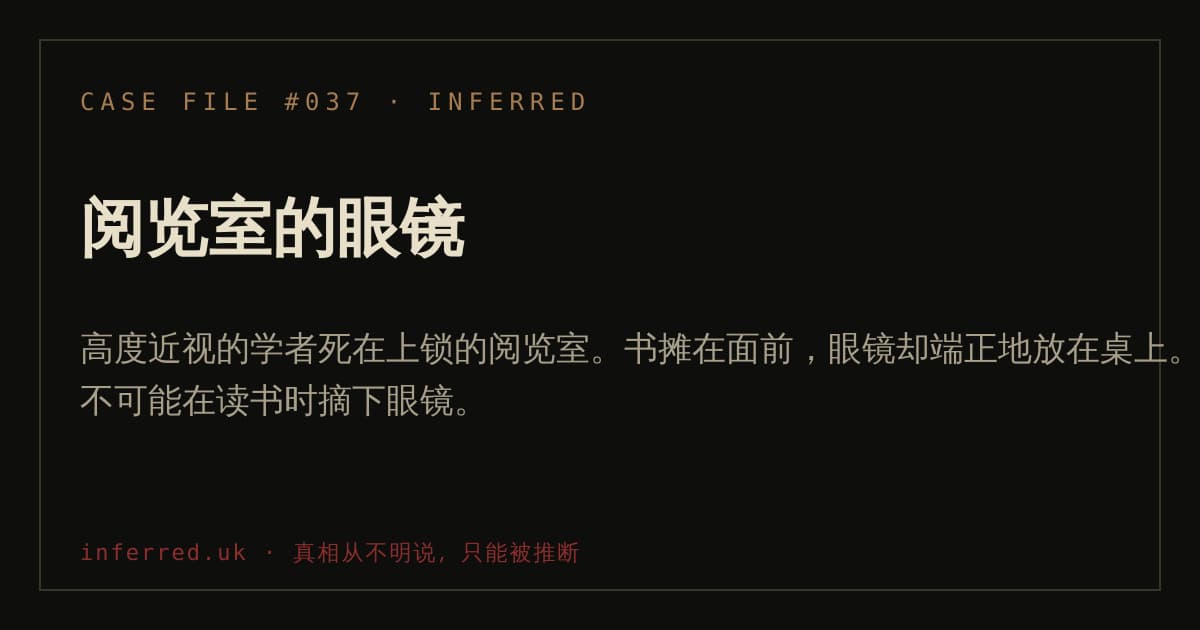 CASE FILE #037 · INFERRED
阅览室的眼镜
高度近视的学者死在上锁的阅览室。书摊在面前，眼镜却端正地放在桌上。
不可能在读书时摘下眼镜。
inferred.uk · 真相从不明说，只能被推断